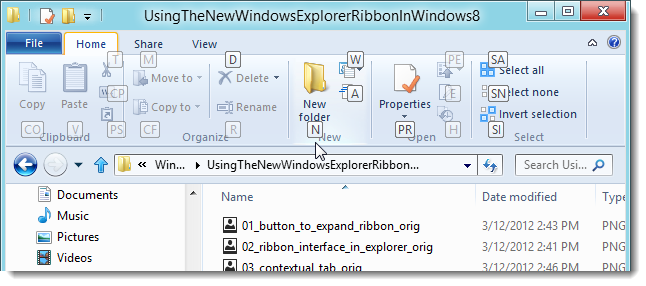 UsingTheNewWindowsExplorerRibbonInWindows8
File Home Share View
T M D W PE SA
Copy Paste CP Move to Delete A Properties E Select all
SN Select none
Copy to Rename New folder Invert selection
CO V PS CF R N PR H SI
Clipboard Organize New Open Select
« Win... UsingTheNewWindowsExplorerRibbon... Search Usi...
Documents Name Date modified Type
Music 01_button_to_expand_ribbon_orig 3/12/2012 2:43 PM PNG
Pictures 02_ribbon_interface_in_explorer_orig 3/12/2012 2:41 PM PNG
Videos 03_contextual_tab_orig 3/12/2012 2:46 PM PNG